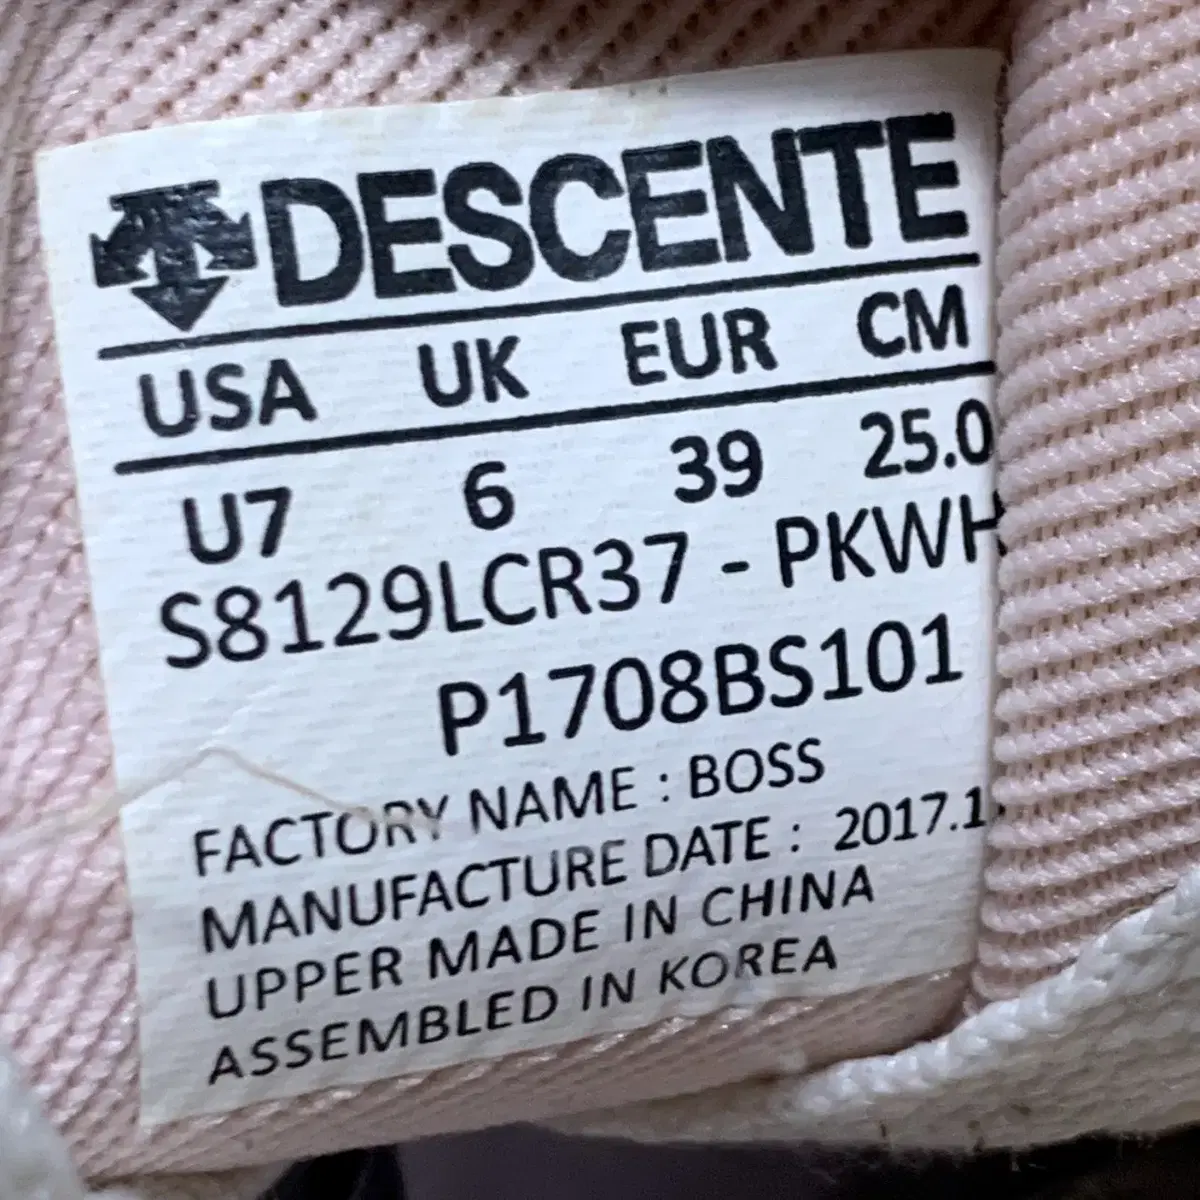 DESCENTE
USA UK EUR CM
U7 6 39 25.0
S8129LCR37 - PKWH
P1708BS101
FACTORY NAME : BOSS
MANUFACTURE DATE : 2017.1
UPPER MADE IN CHINA
ASSEMBLED IN KOREA